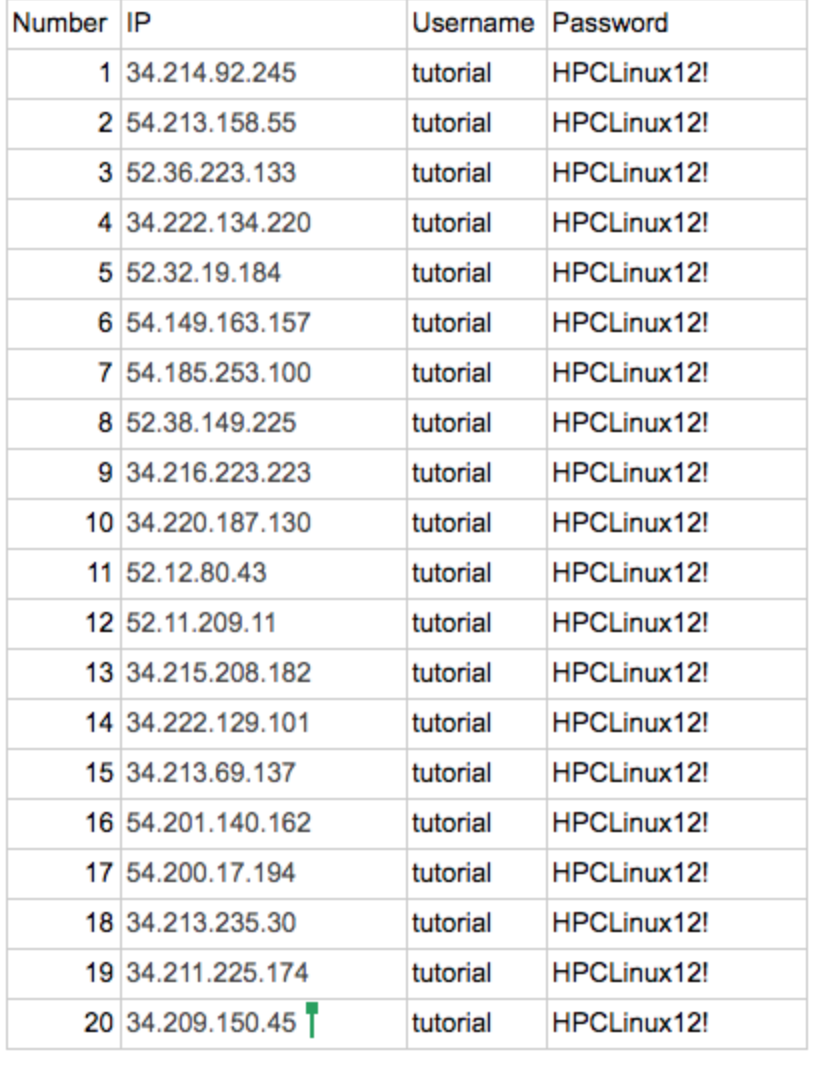 Number IP Username Password
1 34.214.92.245 tutorial HPCLinux12!
2 54.213.158.55 tutorial HPCLinux12!
3 52.36.223.133 tutorial HPCLinux12!
4 34.222.134.220 tutorial HPCLinux12!
5 52.32.19.184 tutorial HPCLinux12!
6 54.149.163.157 tutorial HPCLinux12!
7 54.185.253.100 tutorial HPCLinux12!
8 52.38.149.225 tutorial HPCLinux12!
9 34.216.223.223 tutorial HPCLinux12!
10 34.220.187.130 tutorial HPCLinux12!
11 52.12.80.43 tutorial HPCLinux12!
12 52.11.209.11 tutorial HPCLinux12!
13 34.215.208.182 tutorial HPCLinux12!
14 34.222.129.101 tutorial HPCLinux12!
15 34.213.69.137 tutorial HPCLinux12!
16 54.201.140.162 tutorial HPCLinux12!
17 54.200.17.194 tutorial HPCLinux12!
18 34.213.235.30 tutorial HPCLinux12!
19 34.211.225.174 tutorial HPCLinux12!
20 34.209.150.45 tutorial HPCLinux12!